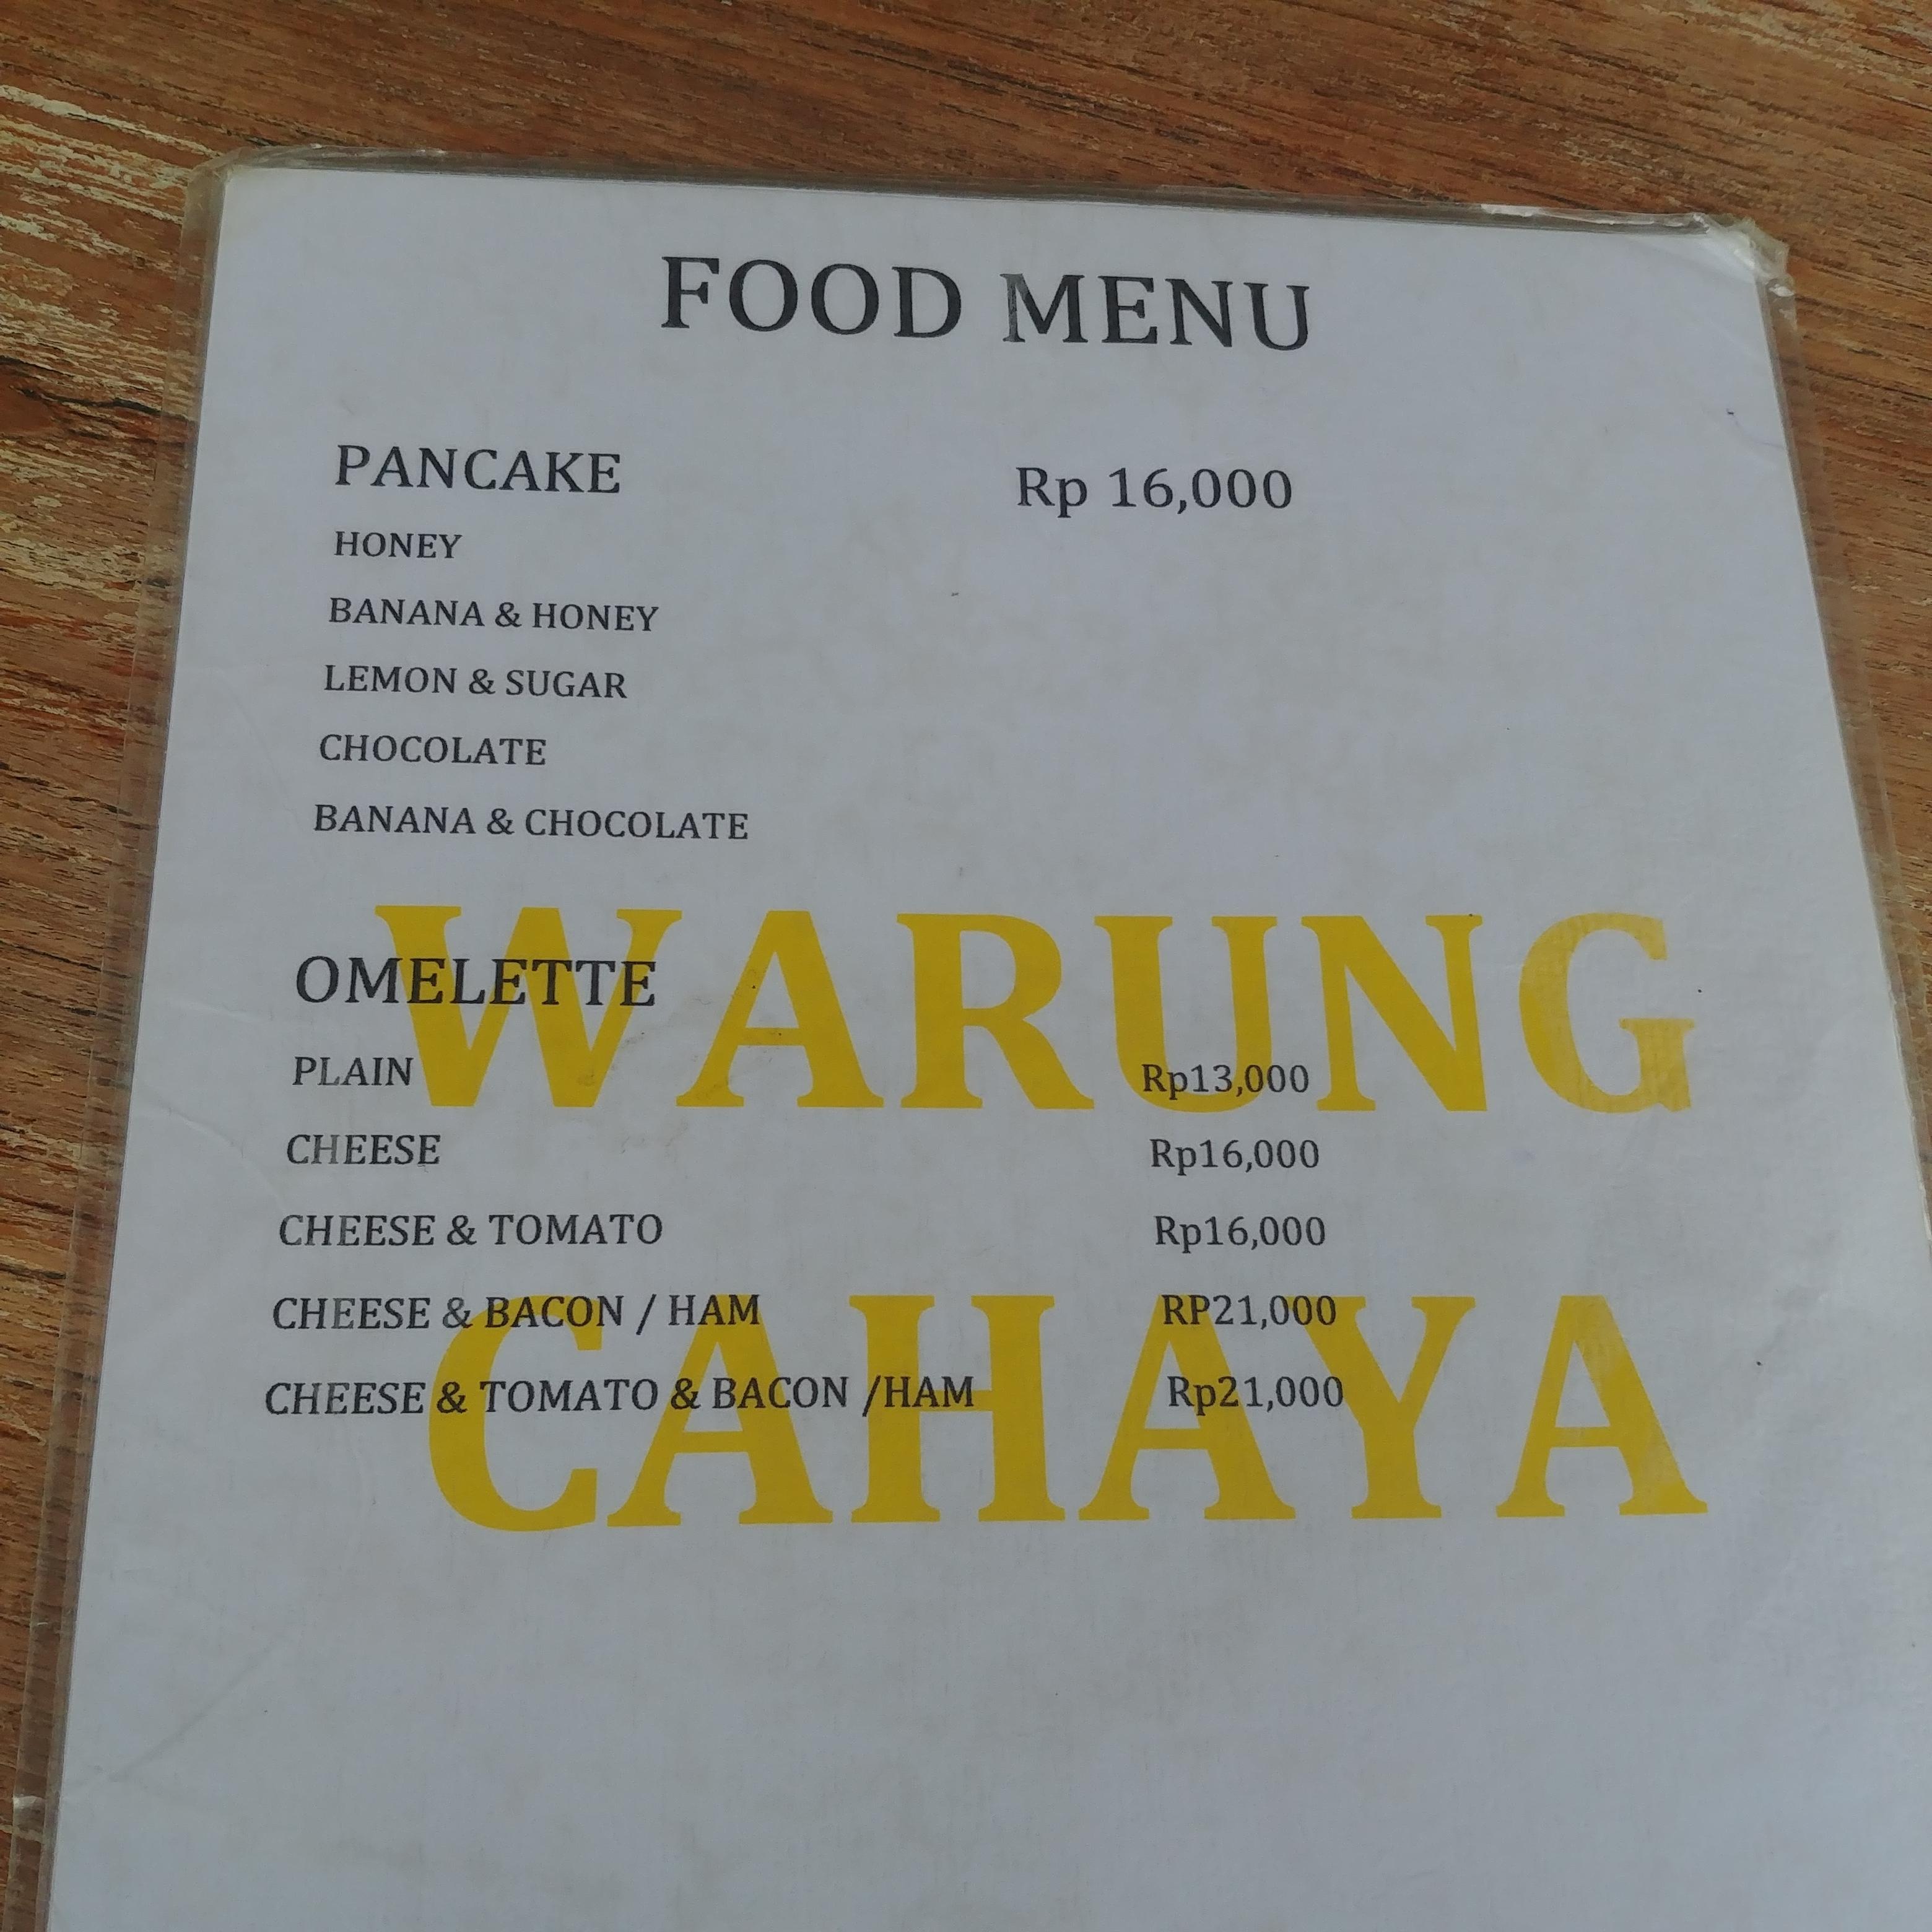 FOOD MENU
PANCAKE Rp 16,000
HONEY
BANANA & HONEY
LEMON & SUGAR
CHOCOLATE
BANANA & CHOCOLATE
WARUNG
OMELETTE
PLAIN Rp13,000
CHEESE Rp16,000
CHEESE & TOMATO Rp16,000
CHEESE & BACON / HAM RP21,000
CHEESE & TOMATO & BACON /HAM Rp21,000
CAHAYA